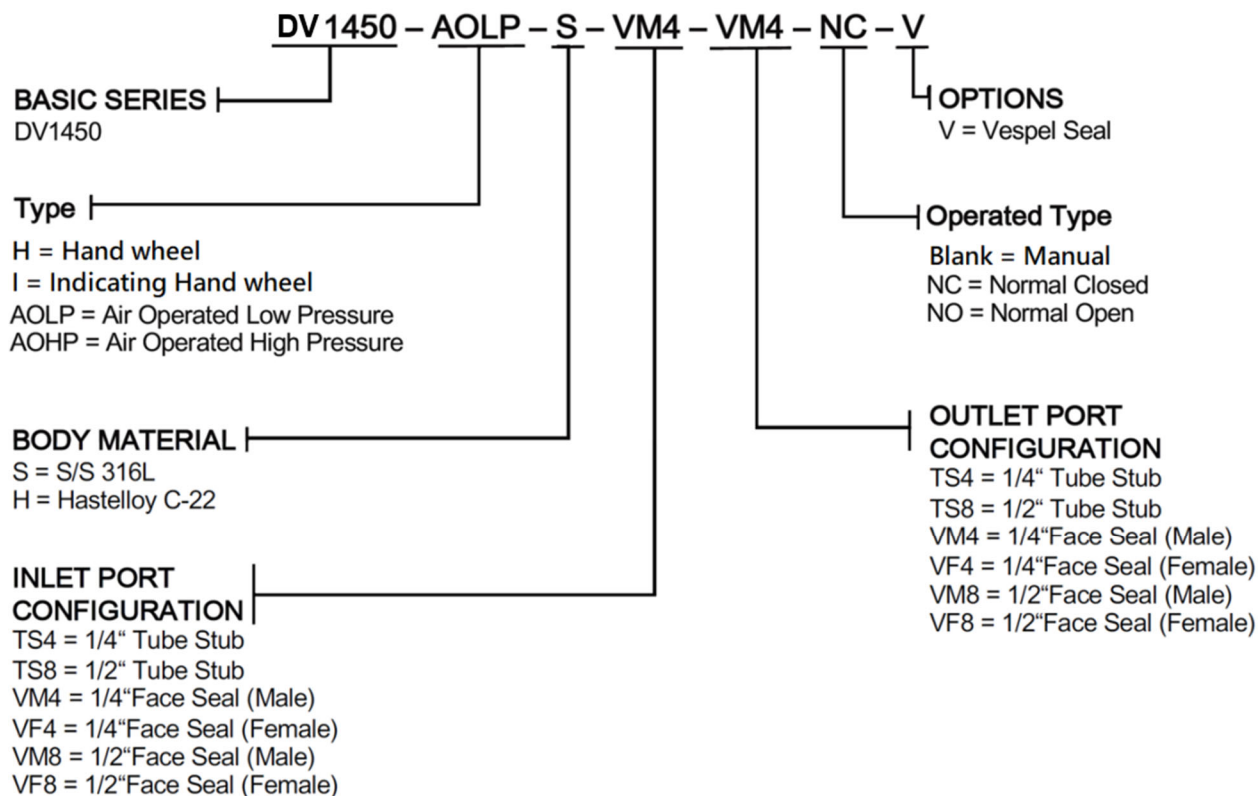 DV1450 – AOLP – S – VM4 – VM4 – NC – V
BASIC SERIES
DV1450
Type
H = Hand wheel
I = Indicating Hand wheel
AOLP = Air Operated Low Pressure
AOHP = Air Operated High Pressure
BODY MATERIAL
S = S/S 316L
H = Hastelloy C-22
INLET PORT
CONFIGURATION
TS4 = 1/4“ Tube Stub
TS8 = 1/2“ Tube Stub
VM4 = 1/4“Face Seal (Male)
VF4 = 1/4“Face Seal (Female)
VM8 = 1/2“Face Seal (Male)
VF8 = 1/2“Face Seal (Female)
OPTIONS
V = Vespel Seal
Operated Type
Blank = Manual
NC = Normal Closed
NO = Normal Open
OUTLET PORT
CONFIGURATION
TS4 = 1/4“ Tube Stub
TS8 = 1/2“ Tube Stub
VM4 = 1/4“Face Seal (Male)
VF4 = 1/4“Face Seal (Female)
VM8 = 1/2“Face Seal (Male)
VF8 = 1/2“Face Seal (Female)